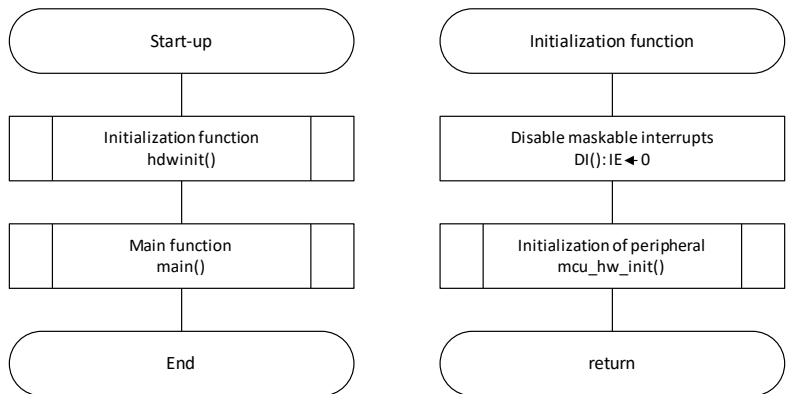 Start-up
Initialization function
hdwinit()
Main function
main()
End
Initialization function
Disable maskable interrupts
DI(): IE ← 0
Initialization of peripheral
mcu_hw_init()
return